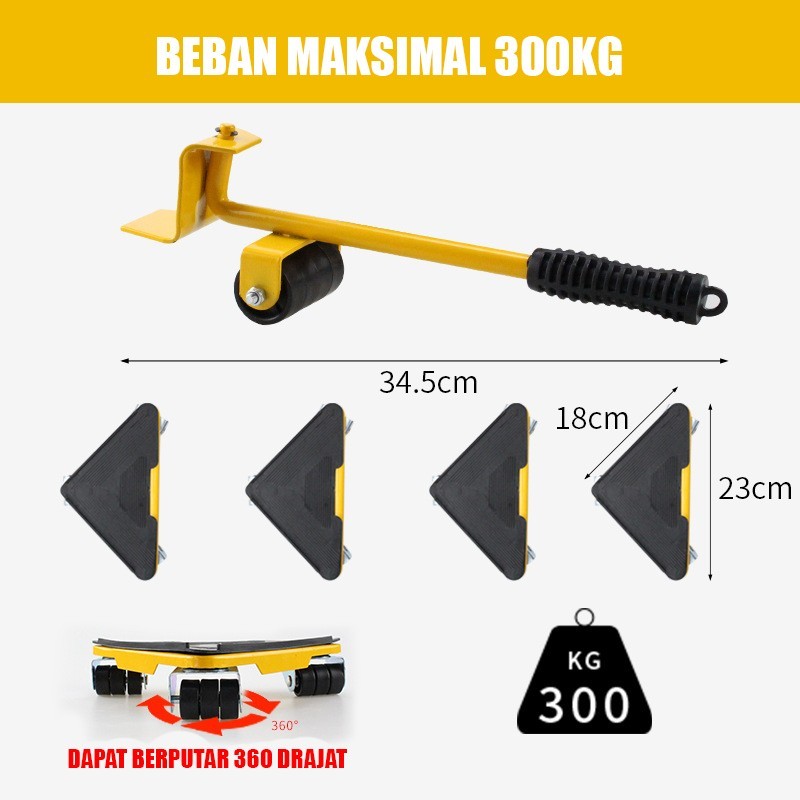 BEBAN MAKSIMAL 300KG
34.5cm
18cm
23cm
360°
DAPAT BERPUTAR 360 DRAJAT
KG
300